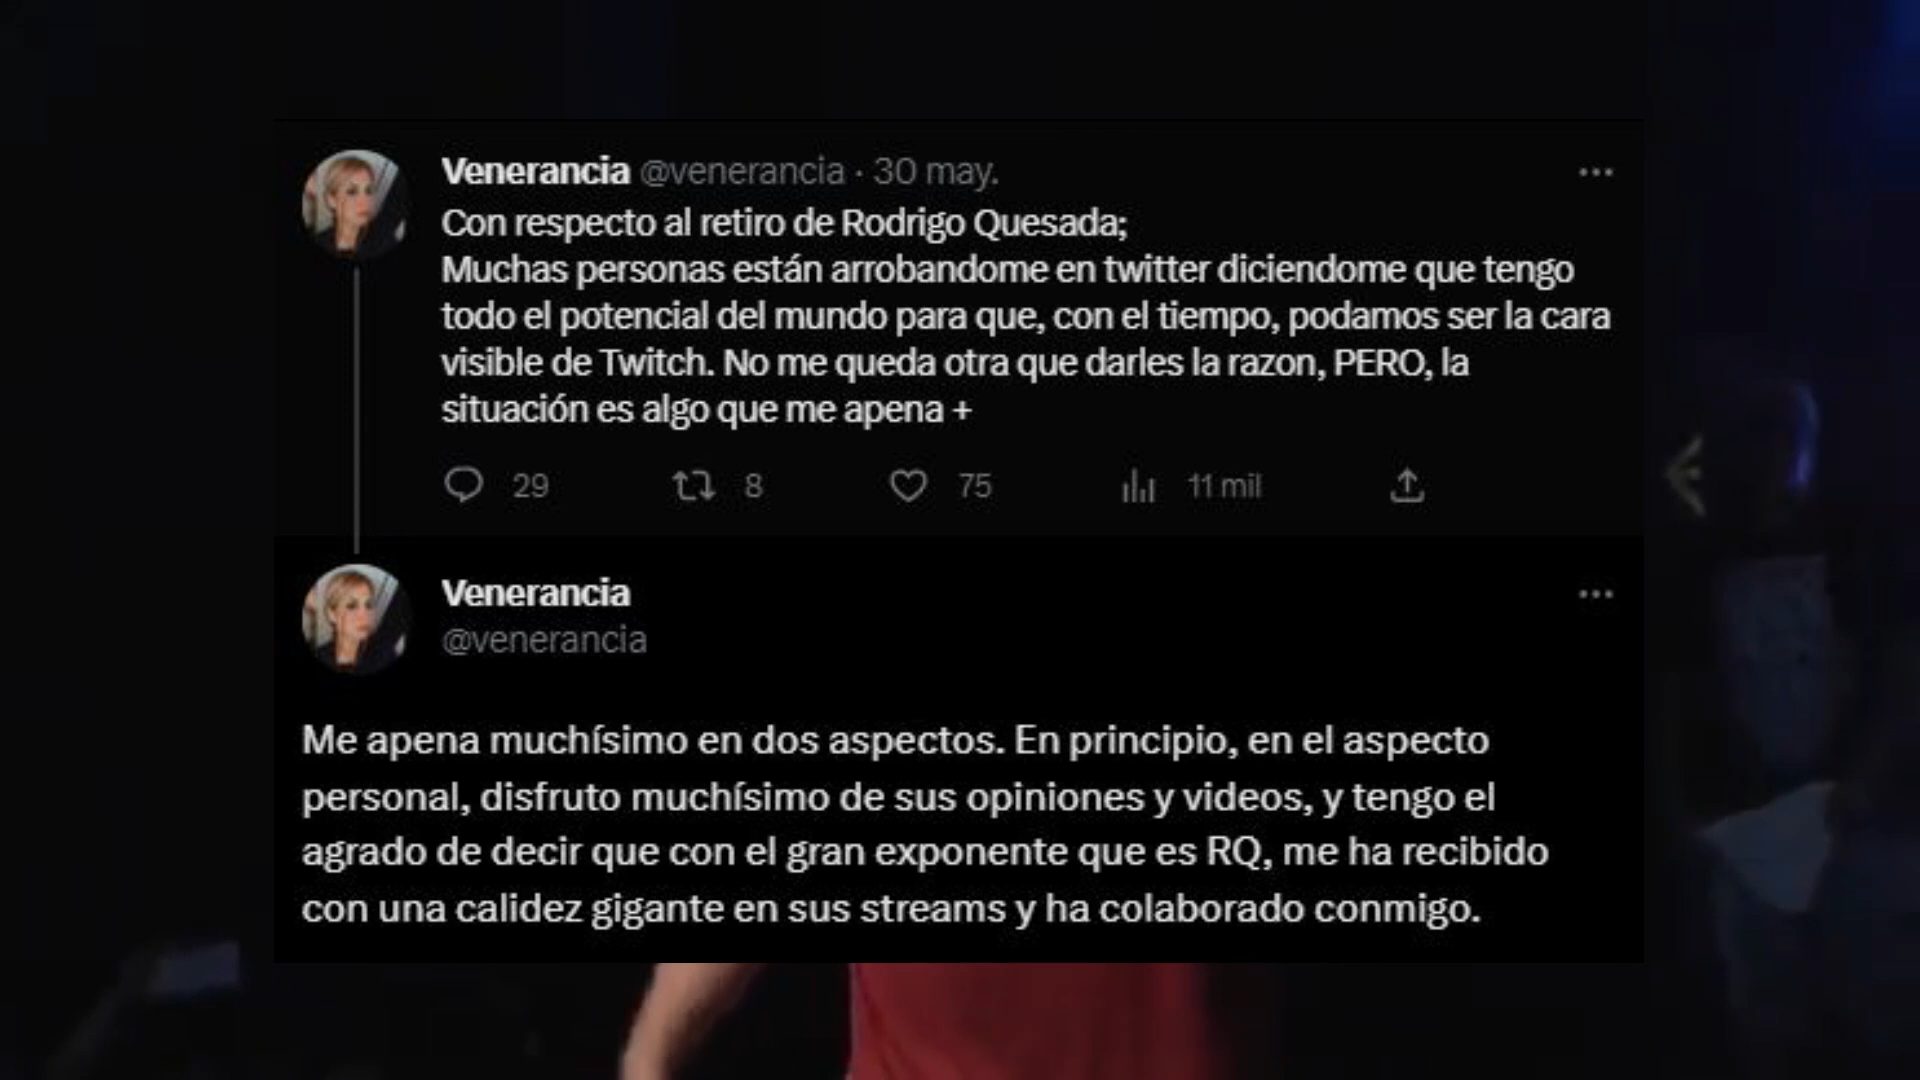 Venerancia @venerancia · 30 may.
Con respecto al retiro de Rodrigo Quesada;
Muchas personas están arrobandome en twitter diciendome que tengo
todo el potencial del mundo para que, con el tiempo, podamos ser la cara
visible de Twitch. No me queda otra que darles la razon, PERO, la
situación es algo que me apena +
29 8 75 11 mil
Venerancia
@venerancia
Me apena muchísimo en dos aspectos. En principio, en el aspecto
personal, disfruto muchísimo de sus opiniones y videos, y tengo el
agrado de decir que con el gran exponente que es RQ, me ha recibido
con una calidez gigante en sus streams y ha colaborado conmigo.